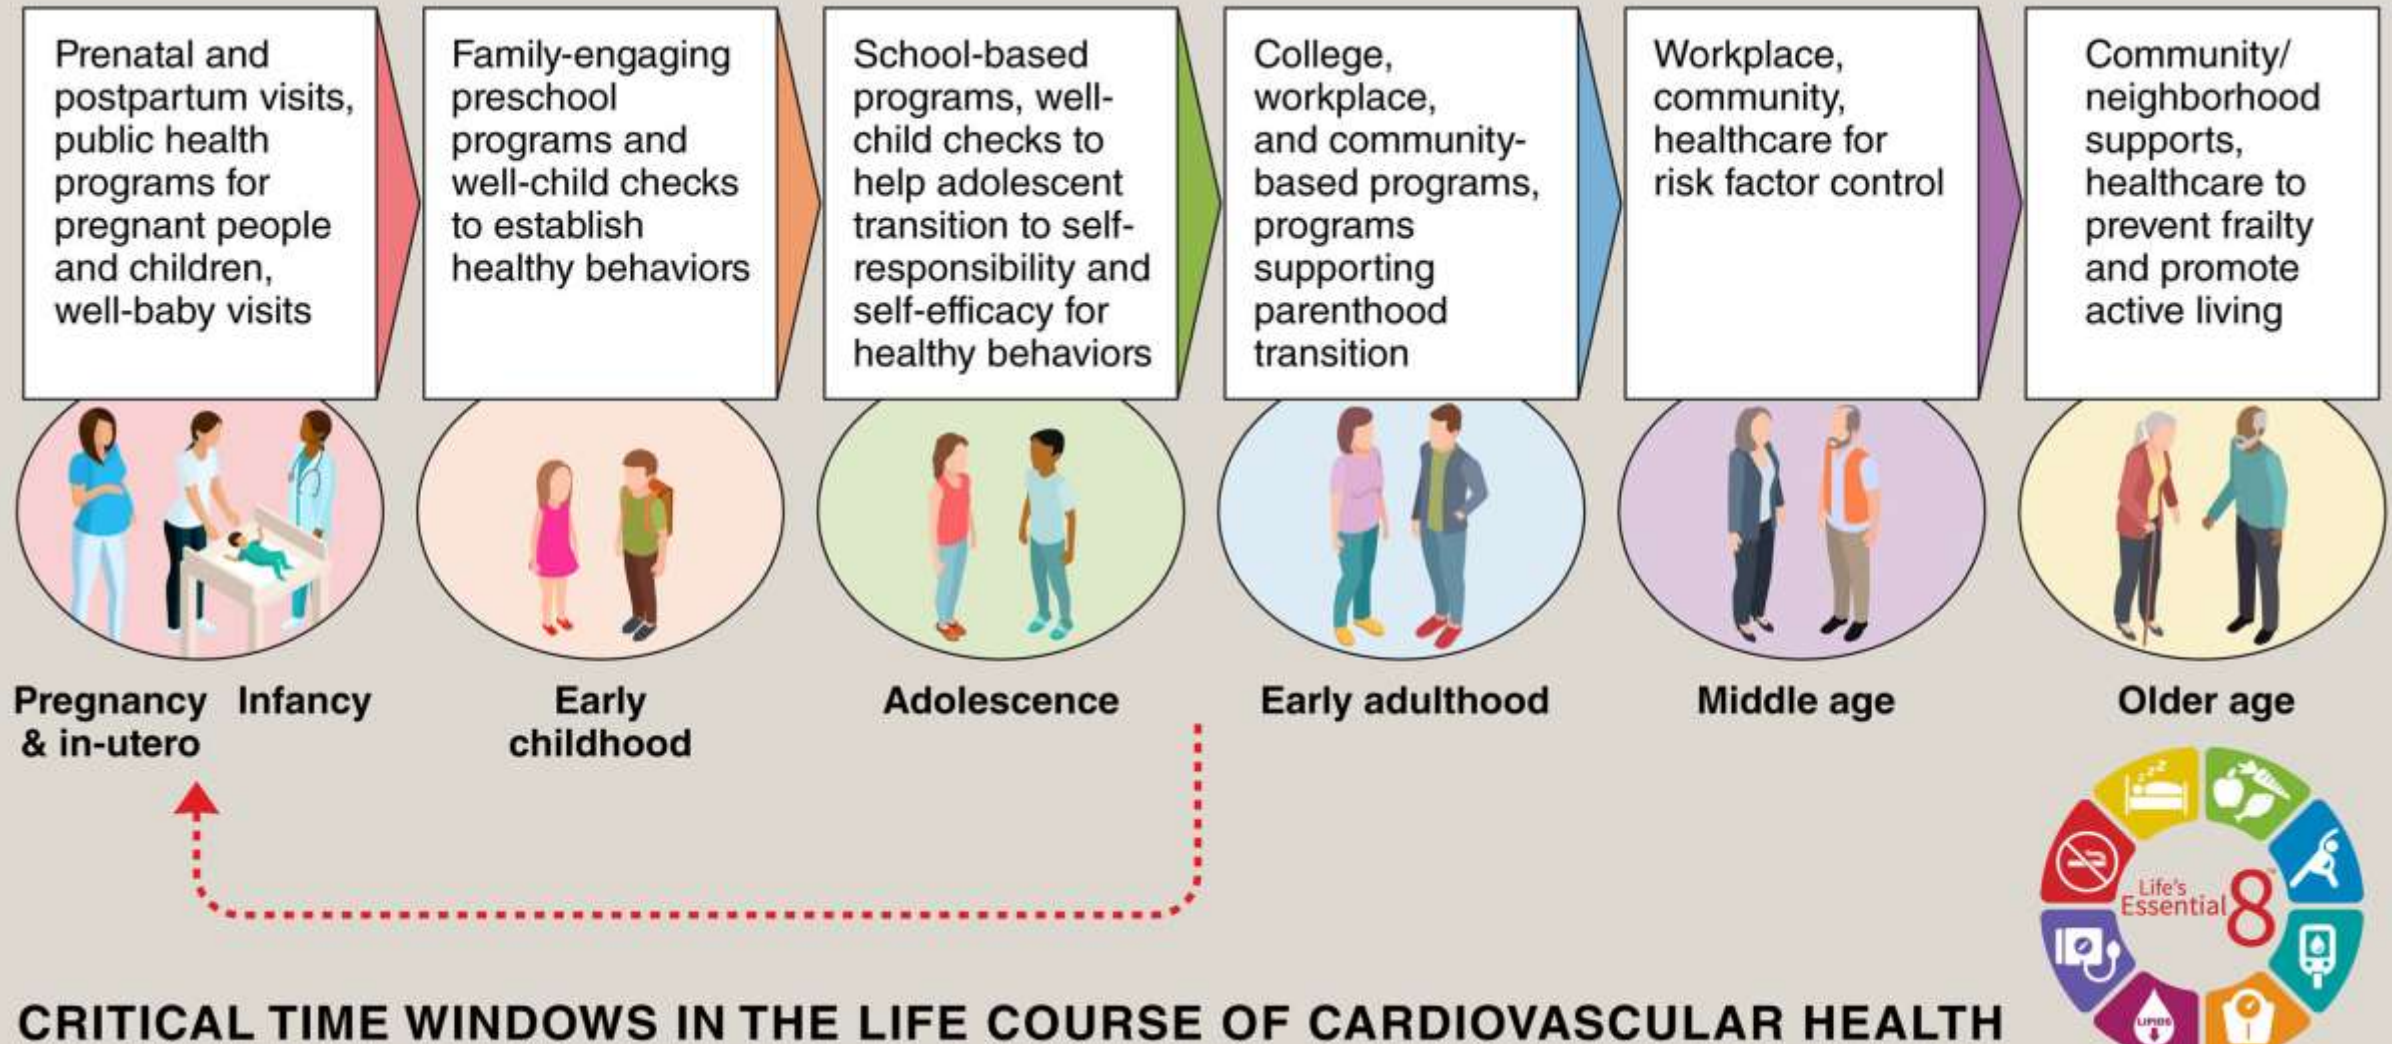 Prenatal and
postpartum visits,
public health
programs for
pregnant people
and children,
well-baby visits
Family-engaging
preschool
programs and
well-child checks
to establish
healthy behaviors
School-based
programs, well-
child checks to
help adolescent
transition to self-
responsibility and
self-efficacy for
healthy behaviors
College,
workplace,
and community-
based programs,
programs
supporting
parenthood
transition
Workplace,
community,
healthcare for
risk factor control
Community/
neighborhood
supports,
healthcare to
prevent frailty
and promote
active living
Pregnancy
& in-utero
Infancy
Early
childhood
Adolescence
Early adulthood
Middle age
Older age
zzz
Life's
Essential 8™
LIPIDS
CRITICAL TIME WINDOWS IN THE LIFE COURSE OF CARDIOVASCULAR HEALTH